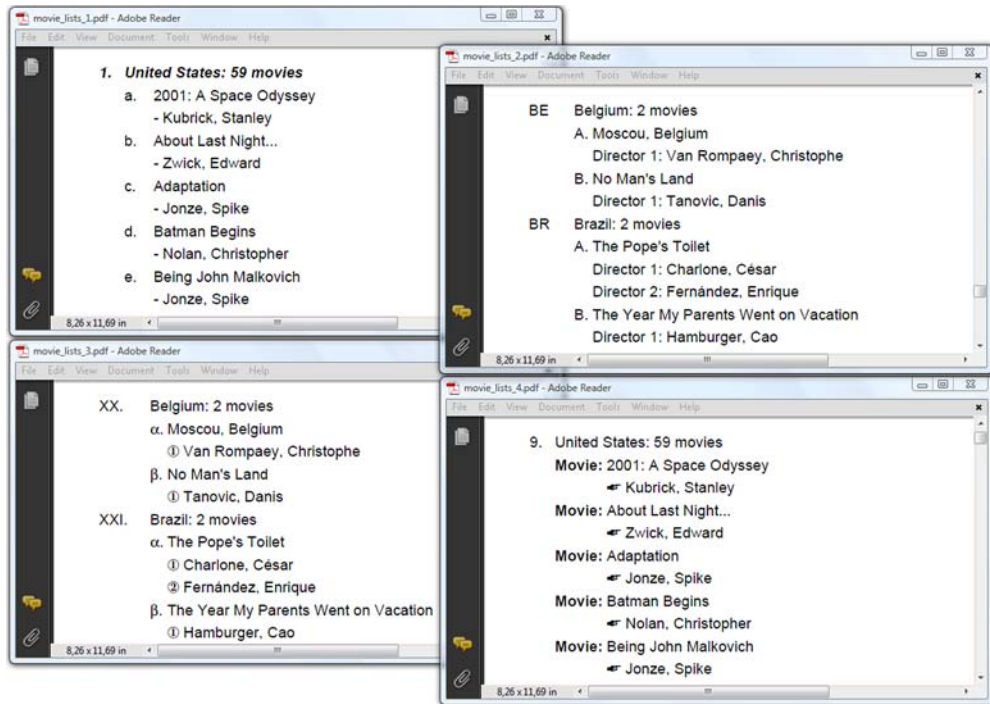 movie_lists_1.pdf - Adobe Reader
File Edit View Document Tools Window Help
1. United States: 59 movies
a. 2001: A Space Odyssey
- Kubrick, Stanley
b. About Last Night...
- Zwick, Edward
c. Adaptation
- Jonze, Spike
d. Batman Begins
- Nolan, Christopher
e. Being John Malkovich
- Jonze, Spike
8,26 x 11,69 in
movie_lists_2.pdf - Adobe Reader
File Edit View Document Tools Window Help
BE Belgium: 2 movies
A. Moscou, Belgium
Director 1: Van Rompaey, Christophe
B. No Man's Land
Director 1: Tanovic, Danis
BR Brazil: 2 movies
A. The Pope's Toilet
Director 1: Charlone, César
Director 2: Fernández, Enrique
B. The Year My Parents Went on Vacation
Director 1: Hamburger, Cao
8,26 x 11,69 in
movie_lists_3.pdf - Adobe Reader
File Edit View Document Tools Window Help
XX. Belgium: 2 movies
α. Moscou, Belgium
① Van Rompaey, Christophe
β. No Man's Land
① Tanovic, Danis
XXI. Brazil: 2 movies
α. The Pope's Toilet
① Charlone, César
② Fernández, Enrique
β. The Year My Parents Went on Vacation
① Hamburger, Cao
8,26 x 11,69 in
movie_lists_4.pdf - Adobe Reader
File Edit View Document Tools Window Help
9. United States: 59 movies
Movie: 2001: A Space Odyssey
☛ Kubrick, Stanley
Movie: About Last Night...
☛ Zwick, Edward
Movie: Adaptation
☛ Jonze, Spike
Movie: Batman Begins
☛ Nolan, Christopher
Movie: Being John Malkovich
☛ Jonze, Spike
8,26 x 11,69 in